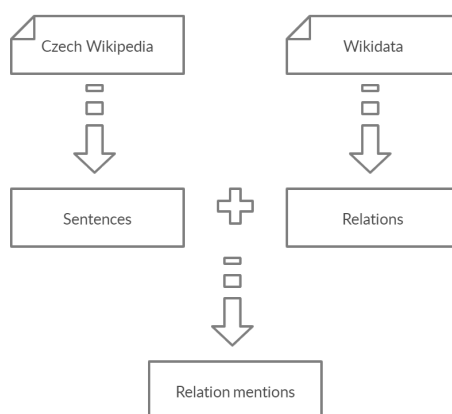 Czech Wikipedia
Wikidata
Sentences
Relations
Relation mentions